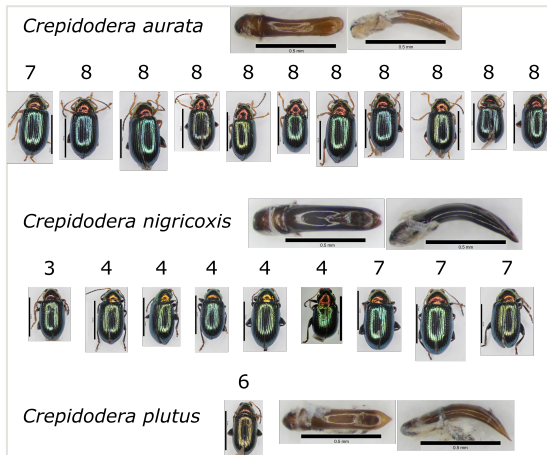 Crepidodera aurata
0.5 mm 0.5 mm
7 8 8 8 8 8 8 8 8 8 8
Crepidodera nigricoxis
0.5 mm 0.5 mm
3 4 4 4 4 4 7 7 7
6
Crepidodera plutus
0.5 mm 0.5 mm